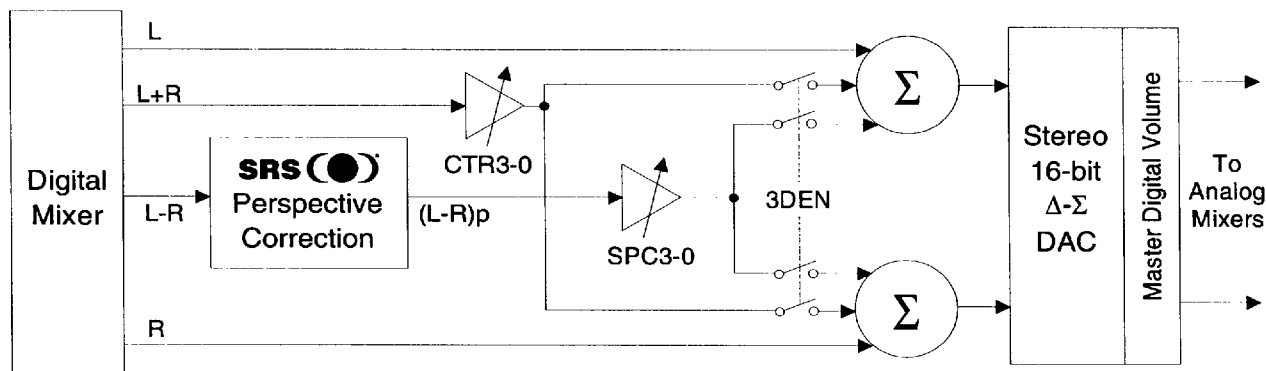 L
L+R
CTR3-0
Digital
Mixer
L-R
SRS
Perspective
Correction
(L-R)p
SPC3-0
3DEN
R
Σ
Σ
Stereo
16-bit
Δ-Σ
DAC
Master Digital Volume
To
Analog
Mixers